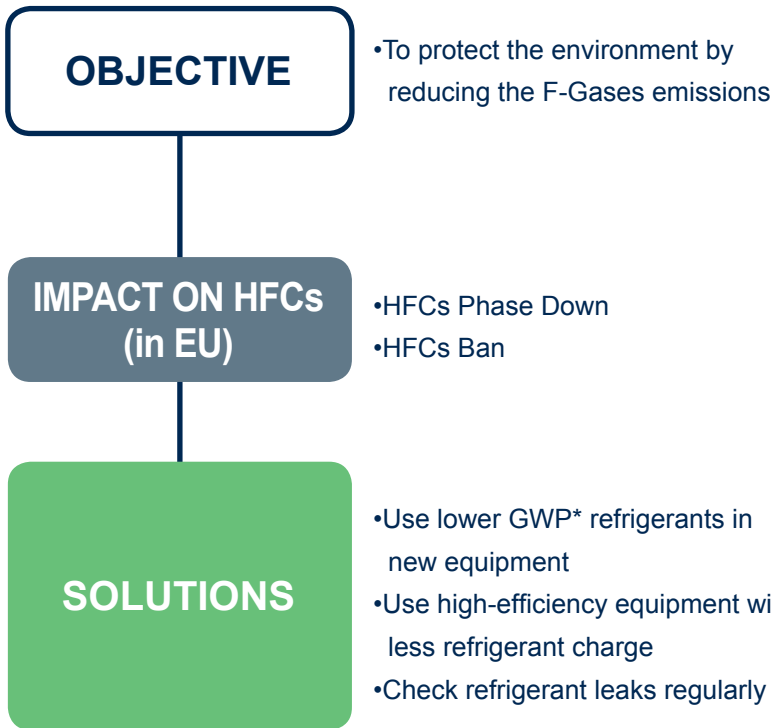 OBJECTIVE
•To protect the environment by
reducing the F-Gases emissions
IMPACT ON HFCs
(in EU)
•HFCs Phase Down
•HFCs Ban
SOLUTIONS
•Use lower GWP* refrigerants in
new equipment
•Use high-efficiency equipment wi
less refrigerant charge
•Check refrigerant leaks regularly